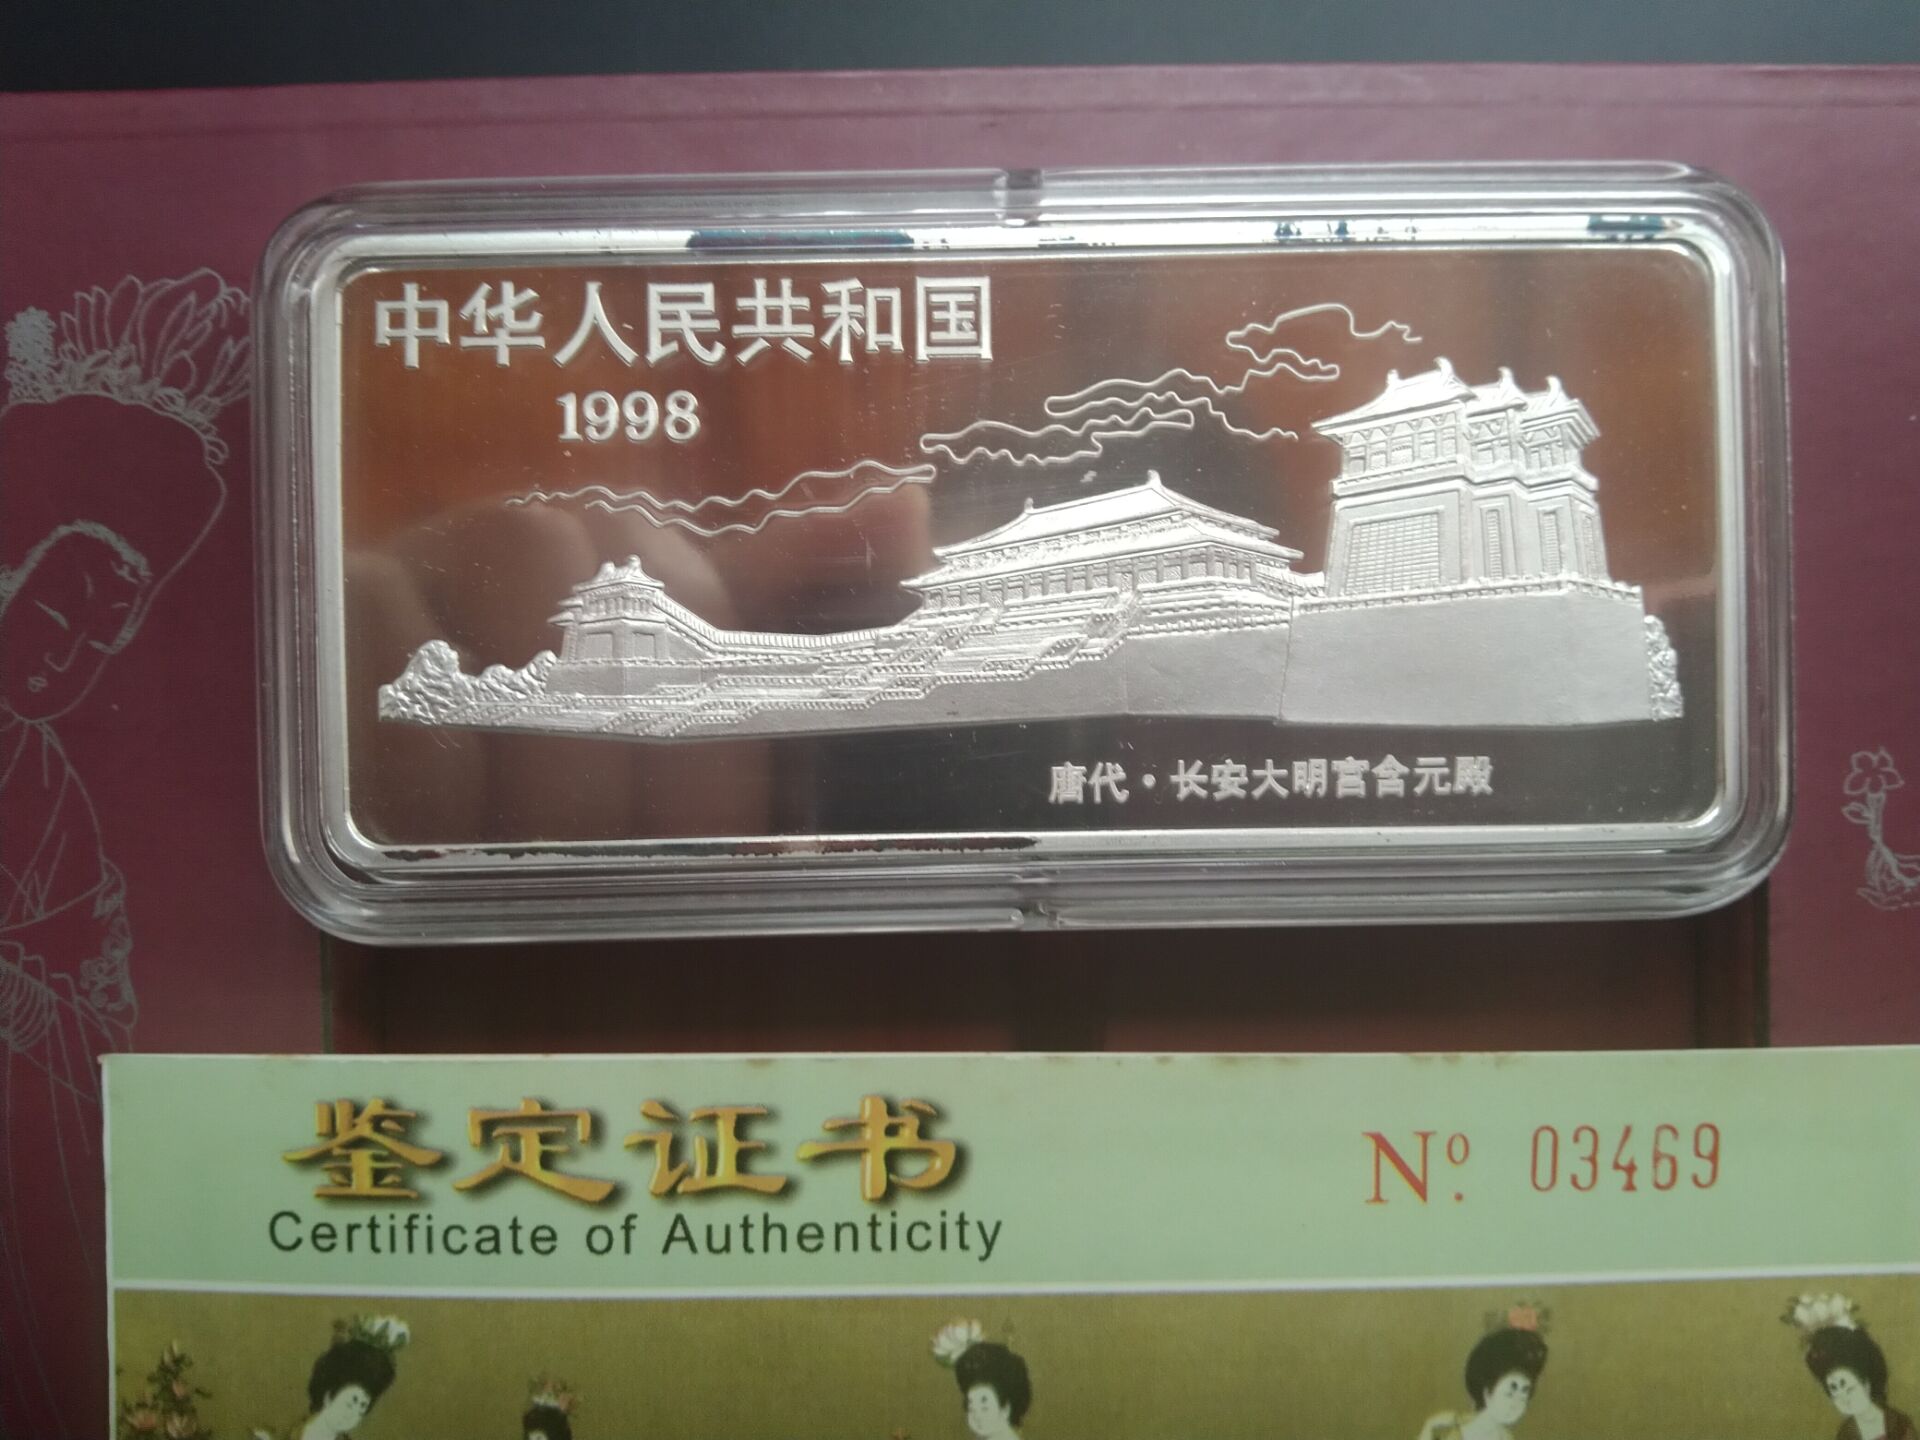 中华人民共和国
1998
唐代·长安大明宫含元殿
鉴定证书
Certificate of Authenticity
Nº. 03469